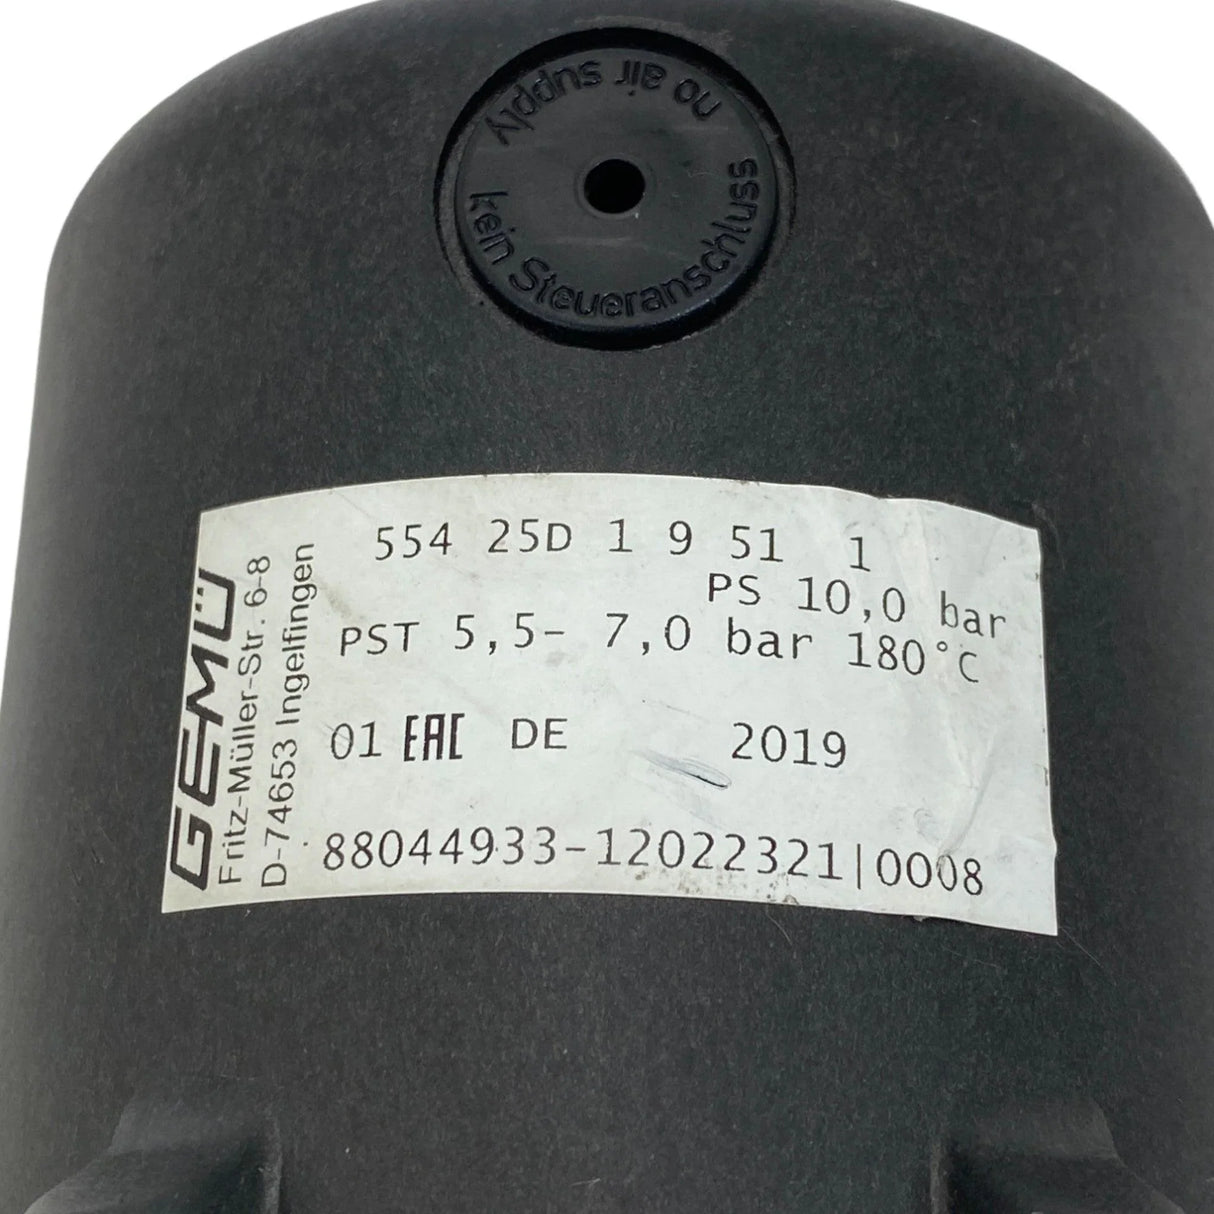 no air supply
kein Steueranschluss
GEMÜ
Fritz-Müller-Str. 6-8
D-74653 Ingelfingen
554 25D 1 9 51 1
PS 10,0 bar
PST 5,5- 7,0 bar 180°C
01 EAC DE 2019
88044933-12022321|0008